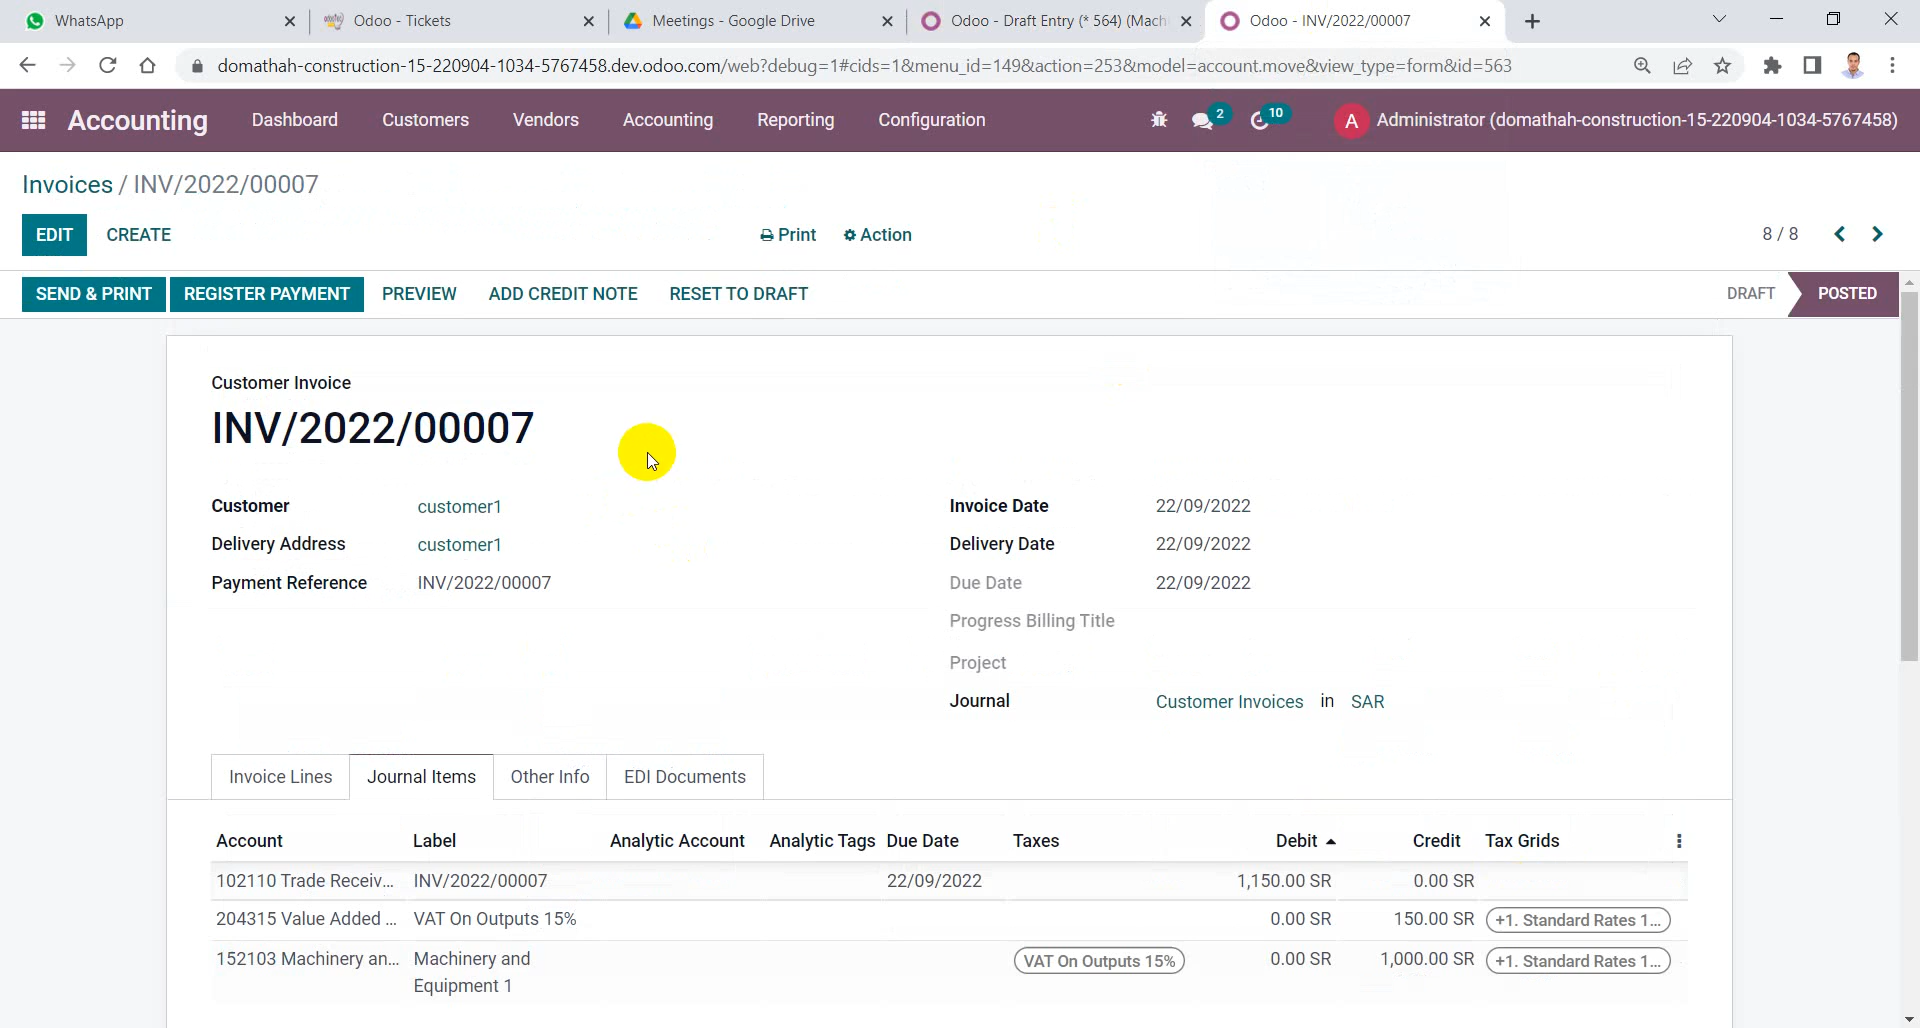 WhatsApp
Odoo - Tickets
Meetings - Google Drive
Odoo - Draft Entry (* 564) (Mach
Odoo - INV/2022/00007
domathah-construction-15-220904-1034-5767458.dev.odoo.com/web?debug=1#cids=1&menu_id=149&action=253&model=account.move&view_type=form&id=563
Accounting Dashboard Customers Vendors Accounting Reporting Configuration 2 10 A Administrator (domathah-construction-15-220904-1034-5767458)
Invoices / INV/2022/00007
EDIT CREATE Print Action 8 / 8
SEND & PRINT REGISTER PAYMENT PREVIEW ADD CREDIT NOTE RESET TO DRAFT DRAFT POSTED
Customer Invoice
INV/2022/00007
Customer customer1 Invoice Date 22/09/2022
Delivery Address customer1 Delivery Date 22/09/2022
Payment Reference INV/2022/00007 Due Date 22/09/2022
Progress Billing Title
Project
Journal Customer Invoices in SAR
Invoice Lines Journal Items Other Info EDI Documents
Account Label Analytic Account Analytic Tags Due Date Taxes Debit Credit Tax Grids
102110 Trade Receiv... INV/2022/00007 22/09/2022 1,150.00 SR 0.00 SR
204315 Value Added ... VAT On Outputs 15% 0.00 SR 150.00 SR +1. Standard Rates 1...
152103 Machinery an... Machinery and VAT On Outputs 15% 0.00 SR 1,000.00 SR +1. Standard Rates 1...
Equipment 1